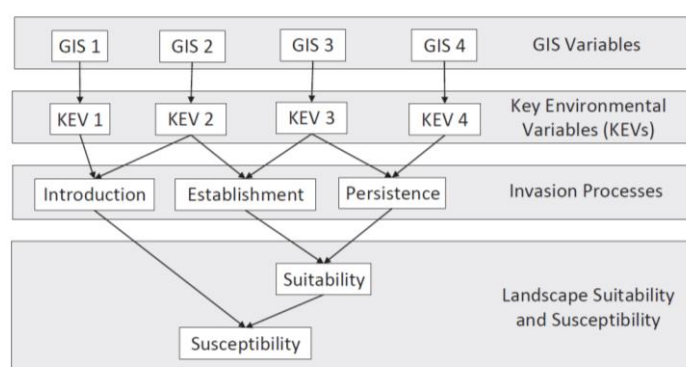 GIS 1 GIS 2 GIS 3 GIS 4 GIS Variables
KEV 1 KEV 2 KEV 3 KEV 4 Key Environmental
Variables (KEVs)
Introduction Establishment Persistence Invasion Processes
Suitability
Landscape Suitability
and Susceptibility
Susceptibility